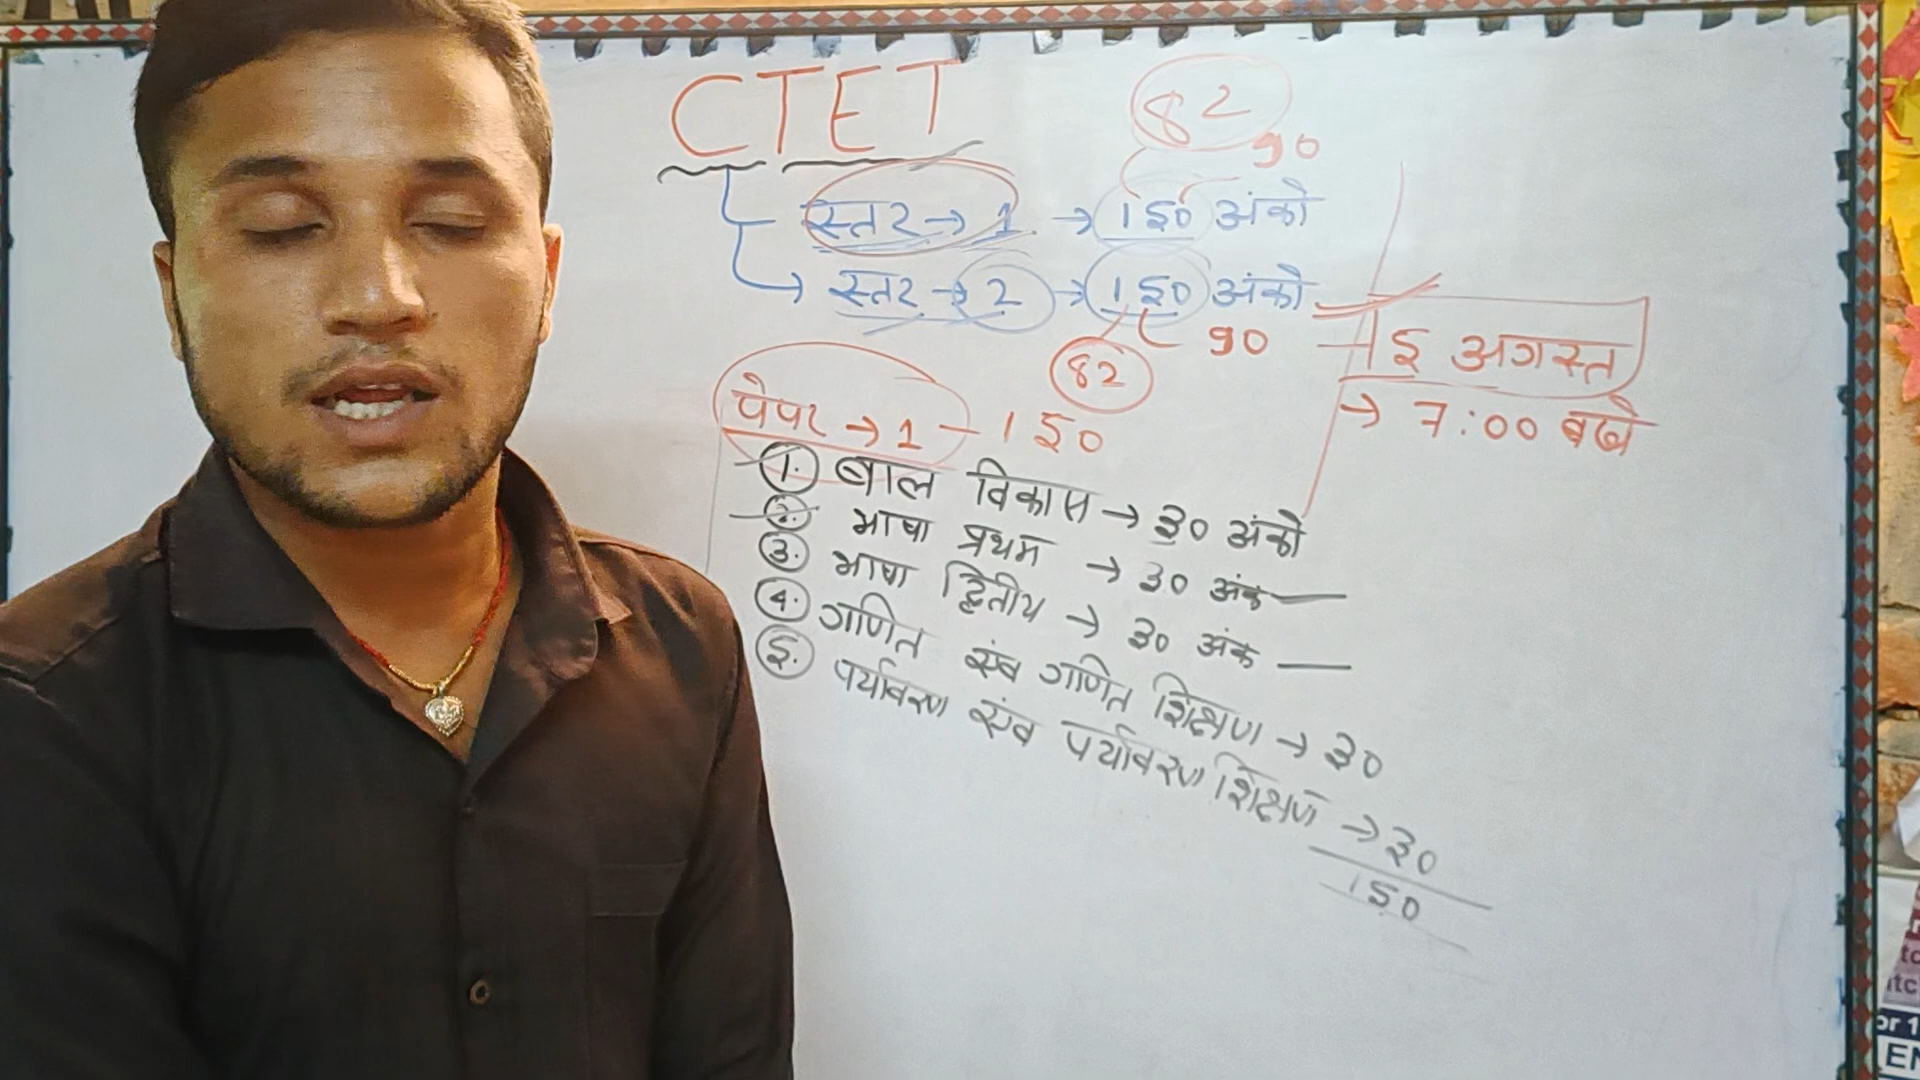 CTET
82
90
स्तर → 1 → 150 अंको
स्तर → 2 → 150 अंको
82
90
5 अगस्त
→ 7:00 बजे
पेपर → 1 — 150
1. बाल विकास → 30 अंको
2. भाषा प्रथम → 30 अंक
3. भाषा द्वितीय → 30 अंक
4. गणित एंव गणित शिक्षण → 30
5. पर्यावरण एंव पर्यावरण शिक्षण → 30
150